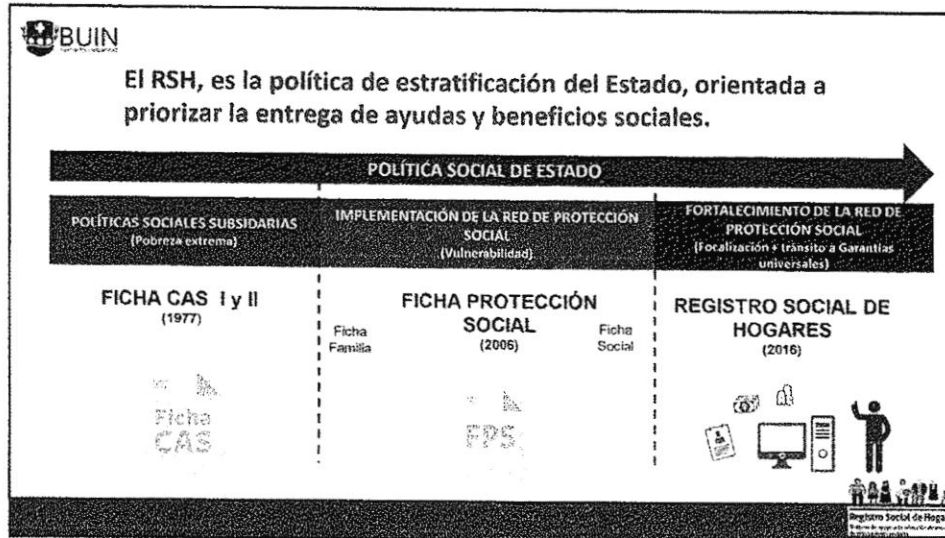 BUIN
El RSH, es la política de estratificación del Estado, orientada a
priorizar la entrega de ayudas y beneficios sociales.
POLÍTICA SOCIAL DE ESTADO
POLÍTICAS SOCIALES SUBSIDARIAS
(Pobreza extrema)
IMPLEMENTACIÓN DE LA RED DE PROTECCIÓN
SOCIAL
(Vulnerabilidad)
FORTALECIMIENTO DE LA RED DE
PROTECCIÓN SOCIAL
(Focalización + tránsito a Garantías
universales)
FICHA CAS I y II
(1977)
Ficha
Familia
FICHA PROTECCIÓN
SOCIAL
(2006)
Ficha
Social
REGISTRO SOCIAL DE
HOGARES
(2016)
Ficha
CAS
FPS
Registro Social de Hoga